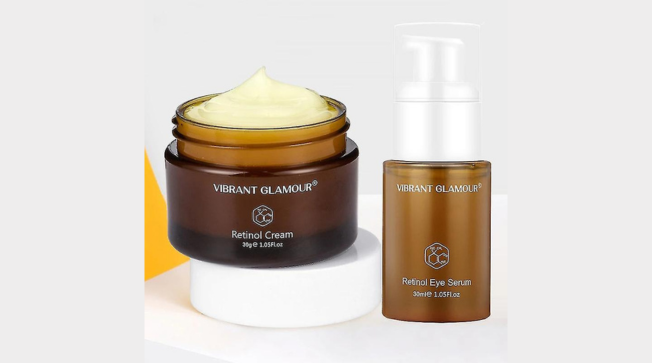 VIBRANT GLAMOUR®
Retinol Cream
30g℮ 1.05Fl.oz
VIBRANT GLAMOUR®
Retinol Eye Serum
30ml℮ 1.05Fl.oz